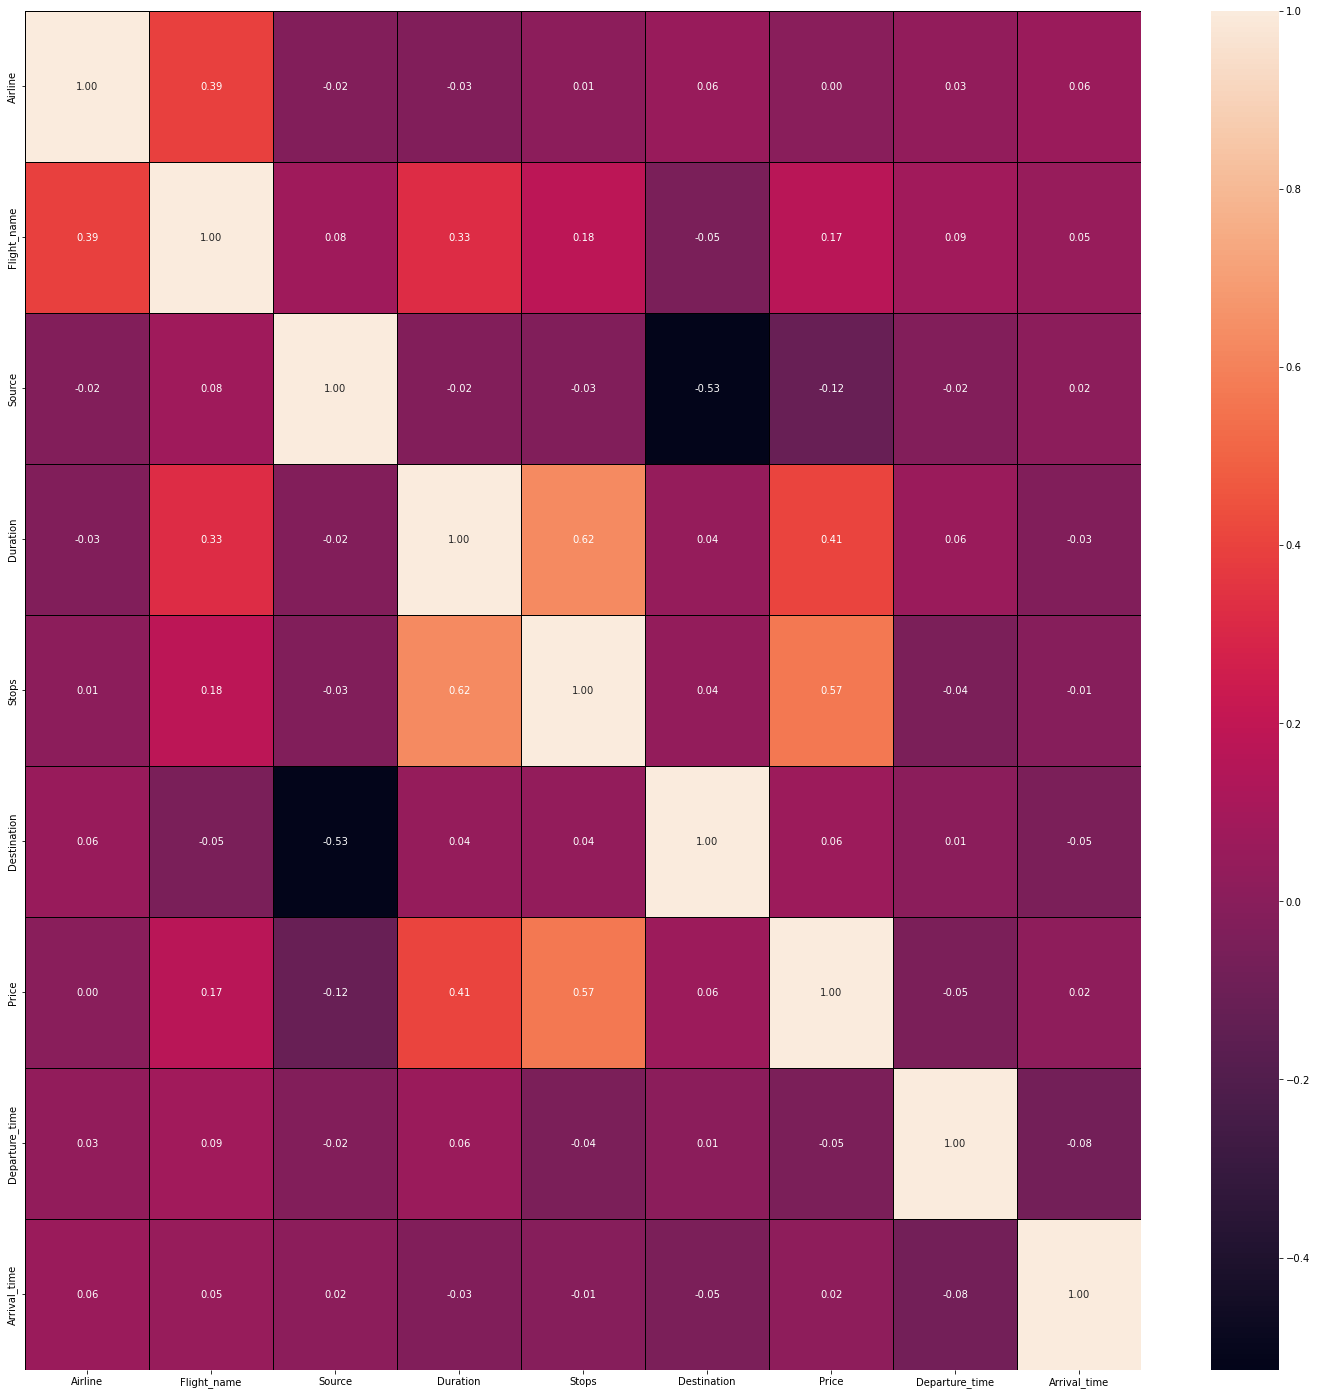 Airline 1.00 0.39 -0.02 -0.03 0.01 0.06 0.00 0.03 0.06
Flight_name 0.39 1.00 0.08 0.33 0.18 -0.05 0.17 0.09 0.05
Source -0.02 0.08 1.00 -0.02 -0.03 -0.53 -0.12 -0.02 0.02
Duration -0.03 0.33 -0.02 1.00 0.62 0.04 0.41 0.06 -0.03
Stops 0.01 0.18 -0.03 0.62 1.00 0.04 0.57 -0.04 -0.01
Destination 0.06 -0.05 -0.53 0.04 0.04 1.00 0.06 0.01 -0.05
Price 0.00 0.17 -0.12 0.41 0.57 0.06 1.00 -0.05 0.02
Departure_time 0.03 0.09 -0.02 0.06 -0.04 0.01 -0.05 1.00 -0.08
Arrival_time 0.06 0.05 0.02 -0.03 -0.01 -0.05 0.02 -0.08 1.00
Airline Flight_name Source Duration Stops Destination Price Departure_time Arrival_time
1.0
0.8
0.6
0.4
0.2
0.0
−0.2
−0.4